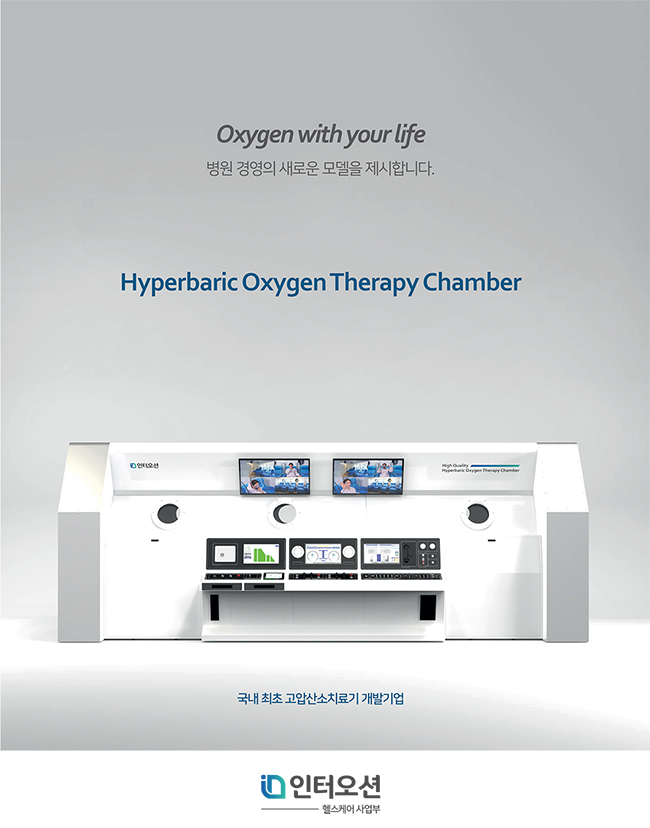 Oxygen with your life
병원 경영의 새로운 모델을 제시합니다.
Hyperbaric Oxygen Therapy Chamber
인터오션
High Quality
Hyperbaric Oxygen Therapy Chamber
국내 최초 고압산소치료기 개발기업
인터오션
헬스케어 사업부